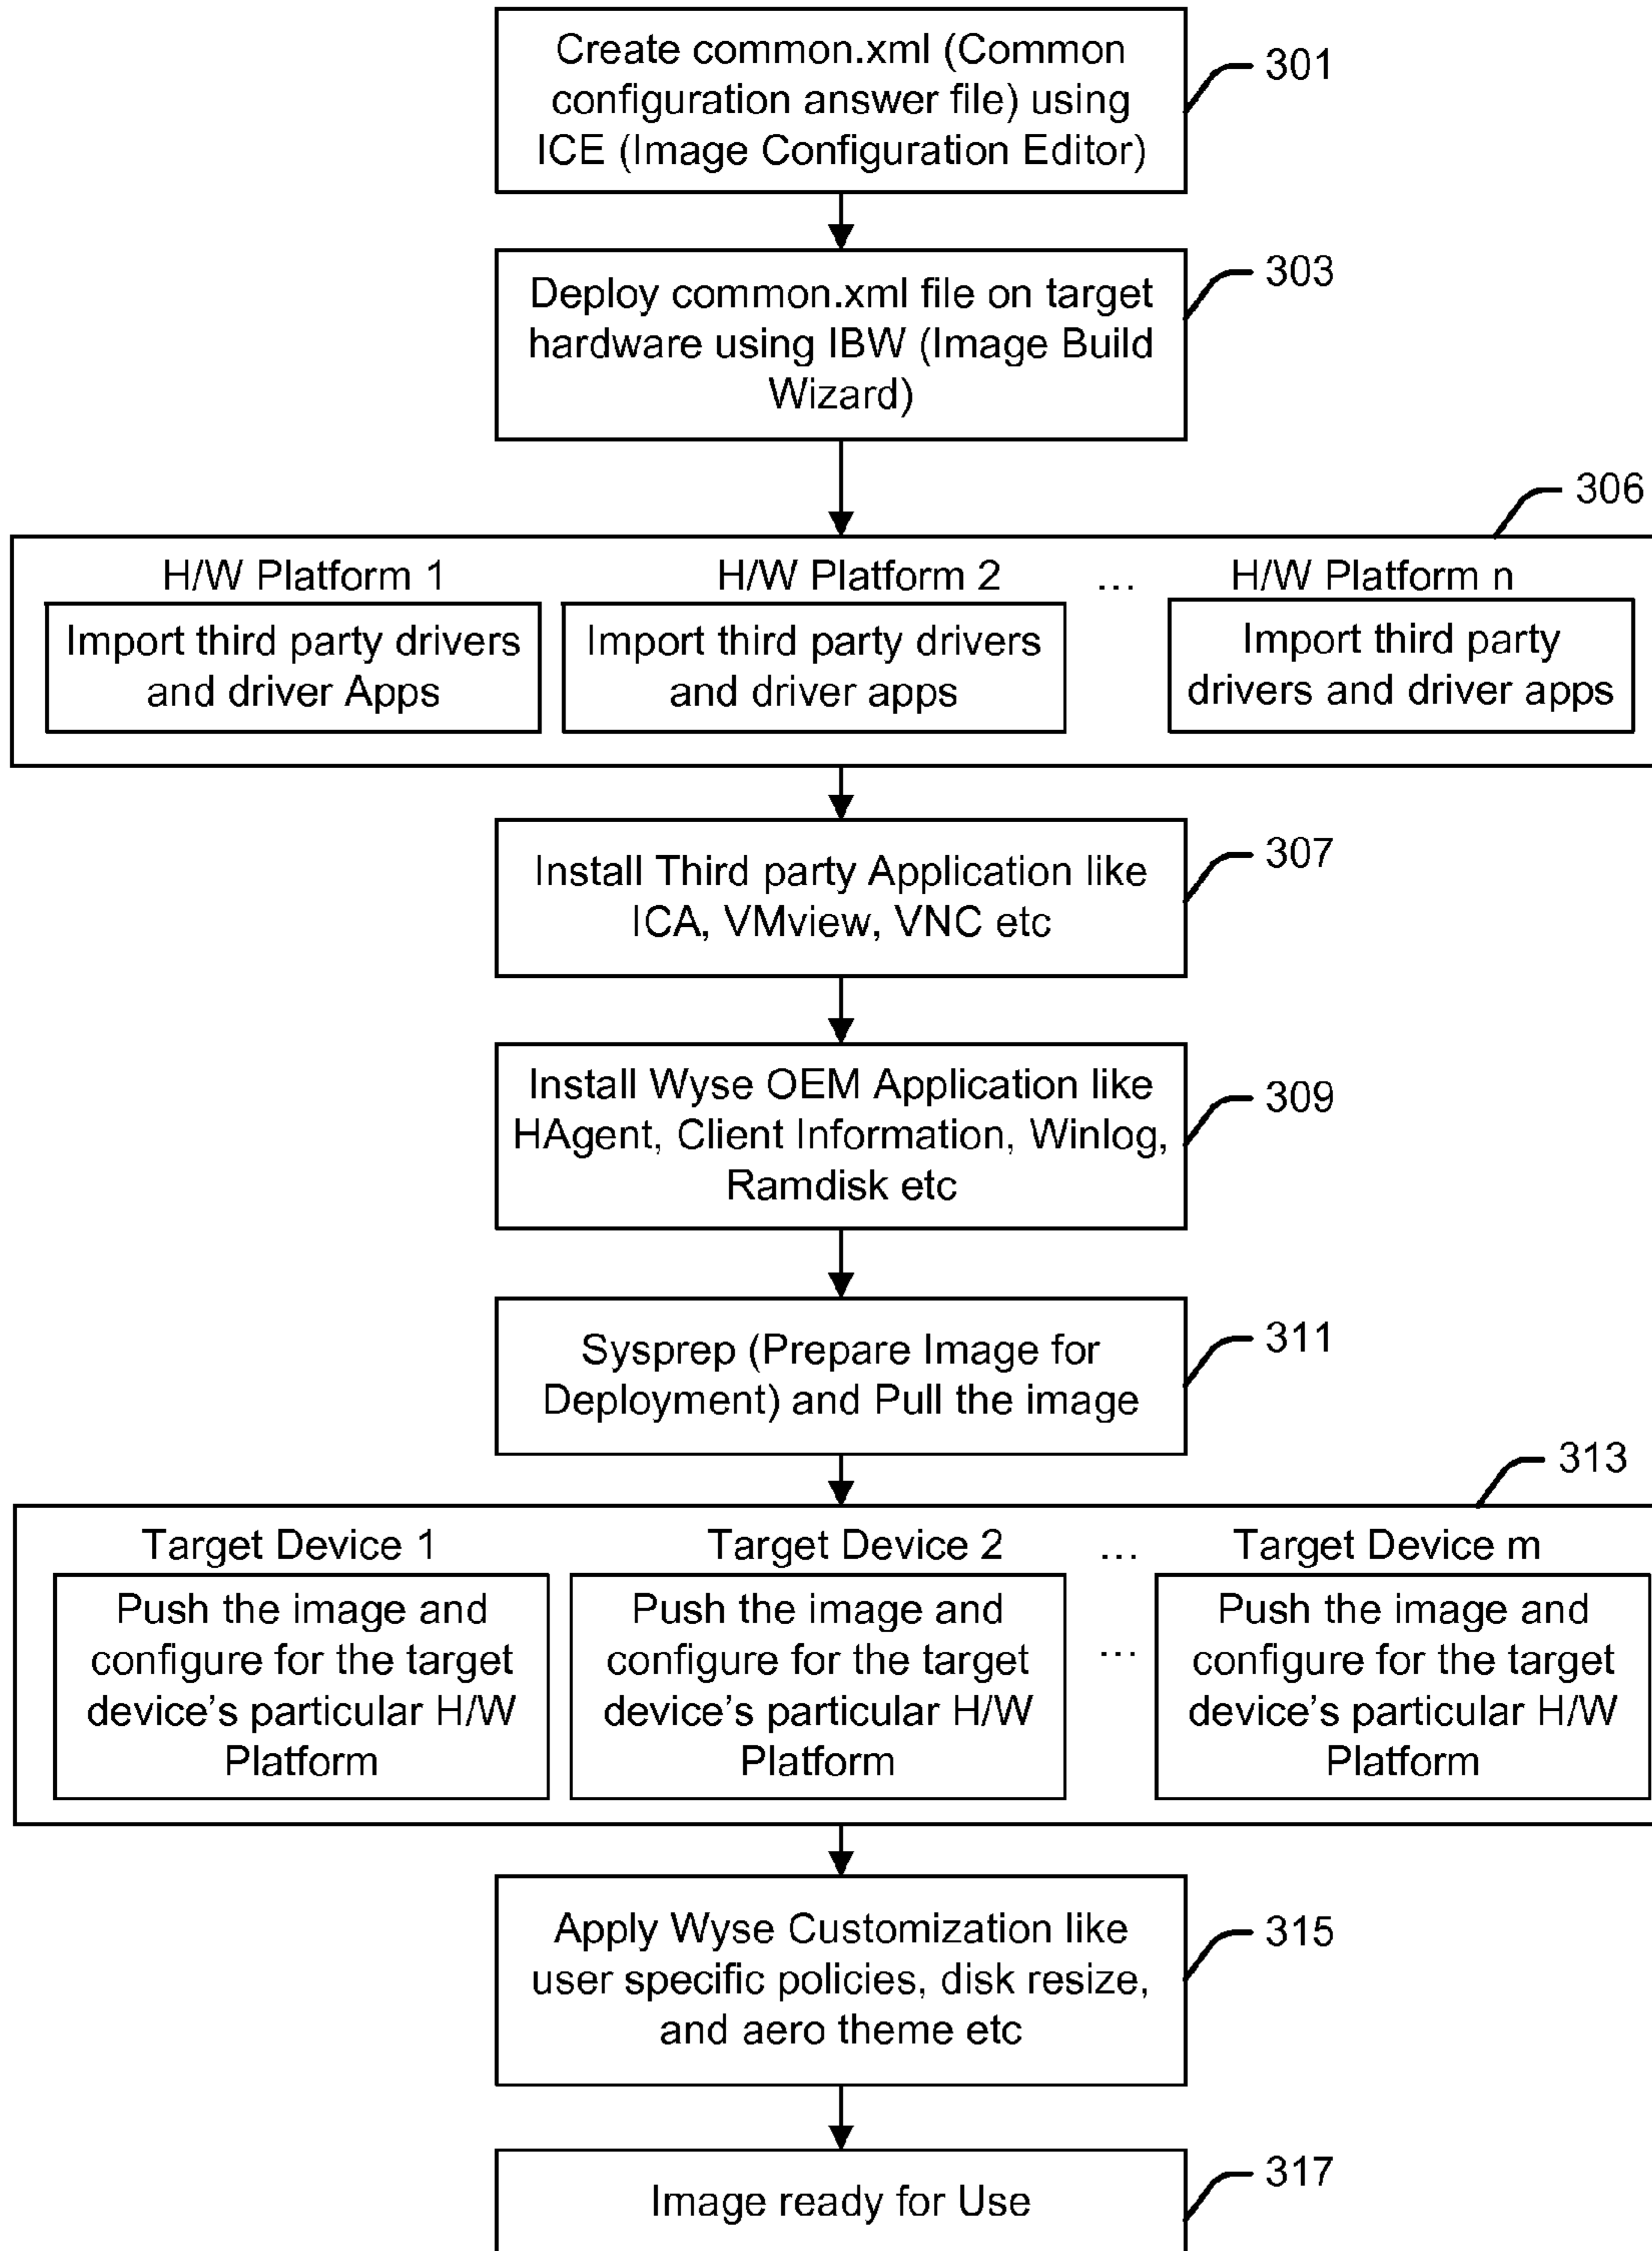 Create common.xml (Common
configuration answer file) using
ICE (Image Configuration Editor)
301
Deploy common.xml file on target
hardware using IBW (Image Build
Wizard)
303
306
H/W Platform 1
H/W Platform 2
...
H/W Platform n
Import third party drivers
and driver Apps
Import third party drivers
and driver apps
Import third party
drivers and driver apps
Install Third party Application like
ICA, VMview, VNC etc
307
Install Wyse OEM Application like
HAgent, Client Information, Winlog,
Ramdisk etc
309
Sysprep (Prepare Image for
Deployment) and Pull the image
311
313
Target Device 1
Target Device 2
...
Target Device m
Push the image and
configure for the target
device's particular H/W
Platform
Push the image and
configure for the target
device's particular H/W
Platform
...
Push the image and
configure for the target
device's particular H/W
Platform
Apply Wyse Customization like
user specific policies, disk resize,
and aero theme etc
315
Image ready for Use
317